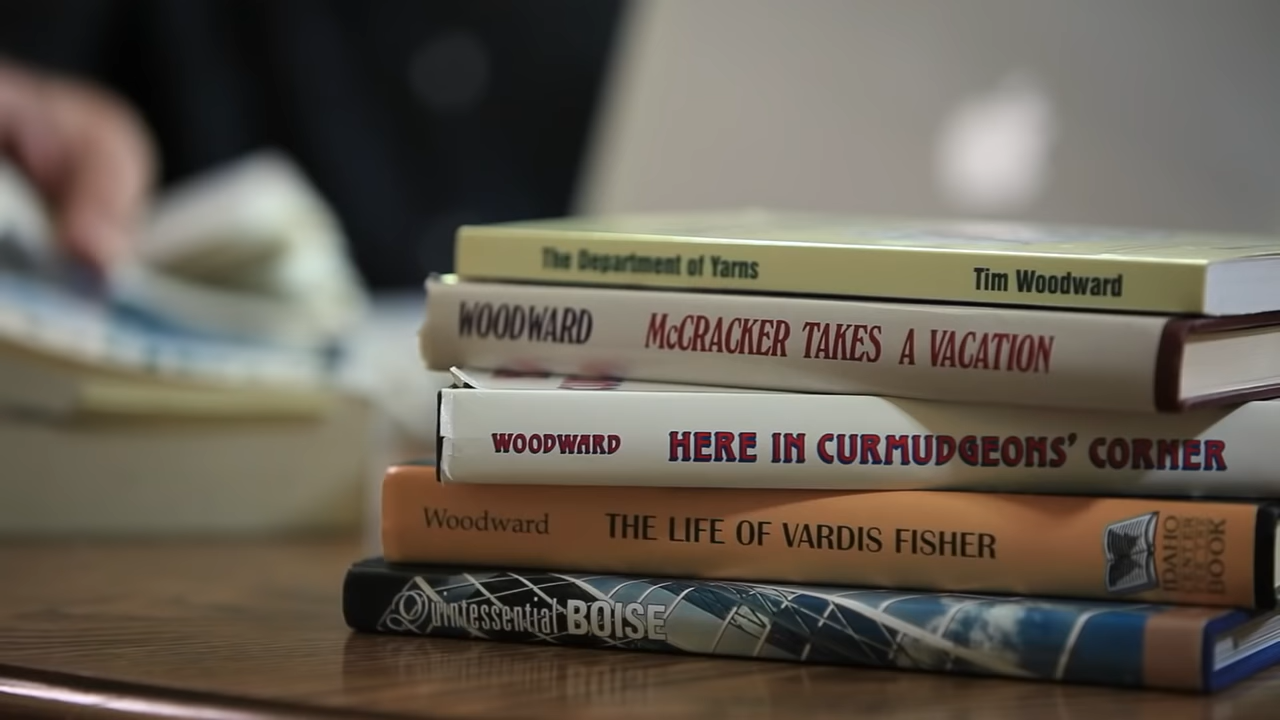 The Department of Yarns Tim Woodward
WOODWARD McCRACKER TAKES A VACATION
WOODWARD HERE IN CURMUDGEONS' CORNER
Woodward THE LIFE OF VARDIS FISHER
IDAHO
CENTER
BOOK
Quintessential BOISE